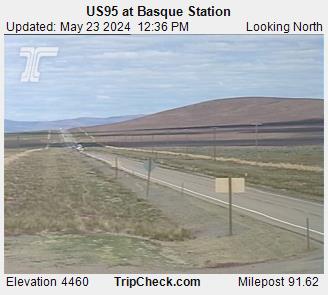 US95 at Basque Station
Updated: May 23 2024 12:36 PM Looking North
Elevation 4460 TripCheck.com Milepost 91.62